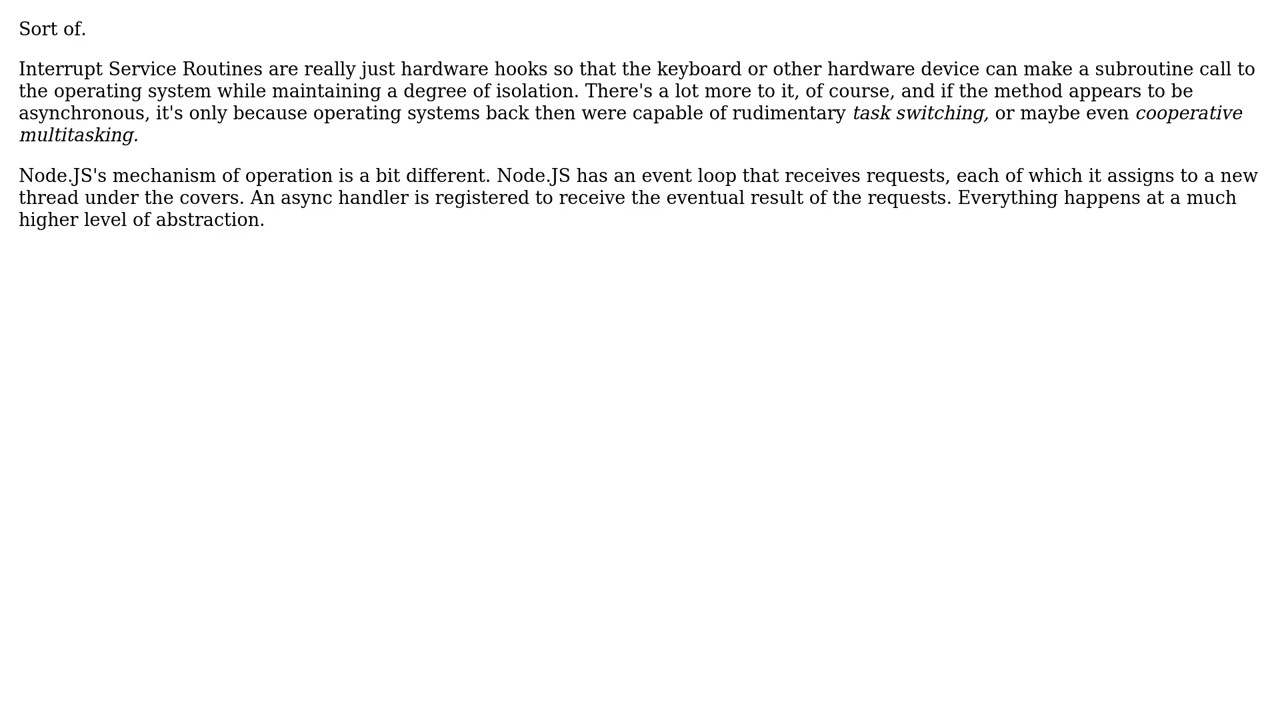 Sort of.
Interrupt Service Routines are really just hardware hooks so that the keyboard or other hardware device can make a subroutine call to
the operating system while maintaining a degree of isolation. There's a lot more to it, of course, and if the method appears to be
asynchronous, it's only because operating systems back then were capable of rudimentary task switching, or maybe even cooperative
multitasking.
Node.JS's mechanism of operation is a bit different. Node.JS has an event loop that receives requests, each of which it assigns to a new
thread under the covers. An async handler is registered to receive the eventual result of the requests. Everything happens at a much
higher level of abstraction.